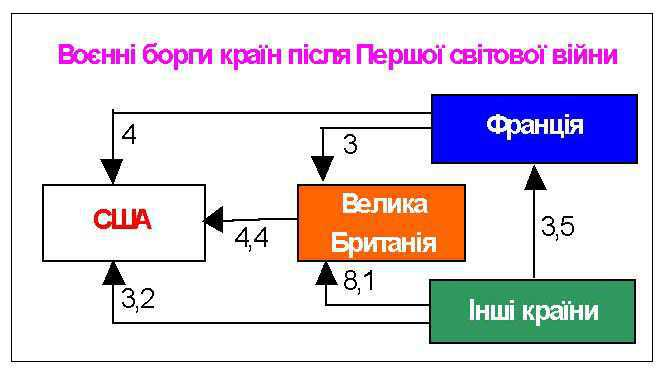 Воєнні борги країн після Першої світової війни
4
3
Франція
США
4,4
Велика
Британія
3,5
3,2
8,1
Інші країни